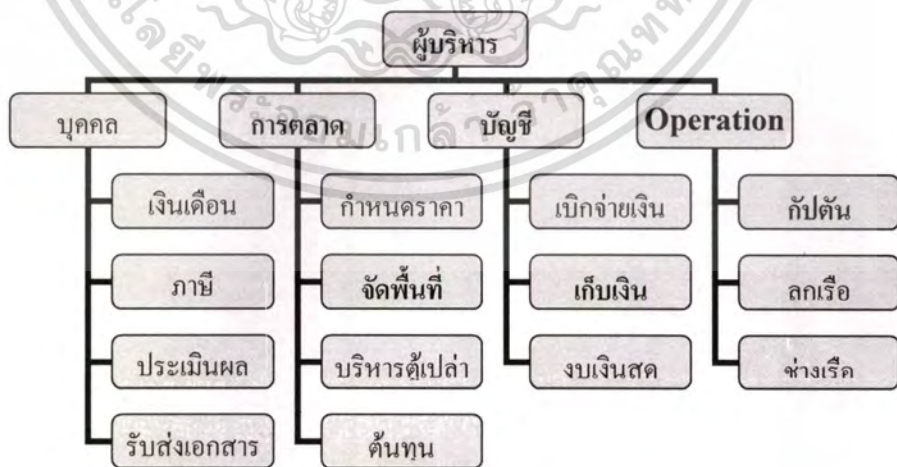 ผู้บริหาร
บุคคล การตลาด บัญชี Operation
เงินเดือน กำหนดราคา เบิกจ่ายเงิน กัปตัน
ภาษี จัดพื้นที่ เก็บเงิน ลกเรือ
ประเมินผล บริหารตู้เปล่า งบเงินสด ช่างเรือ
รับส่งเอกสาร ต้นทุน